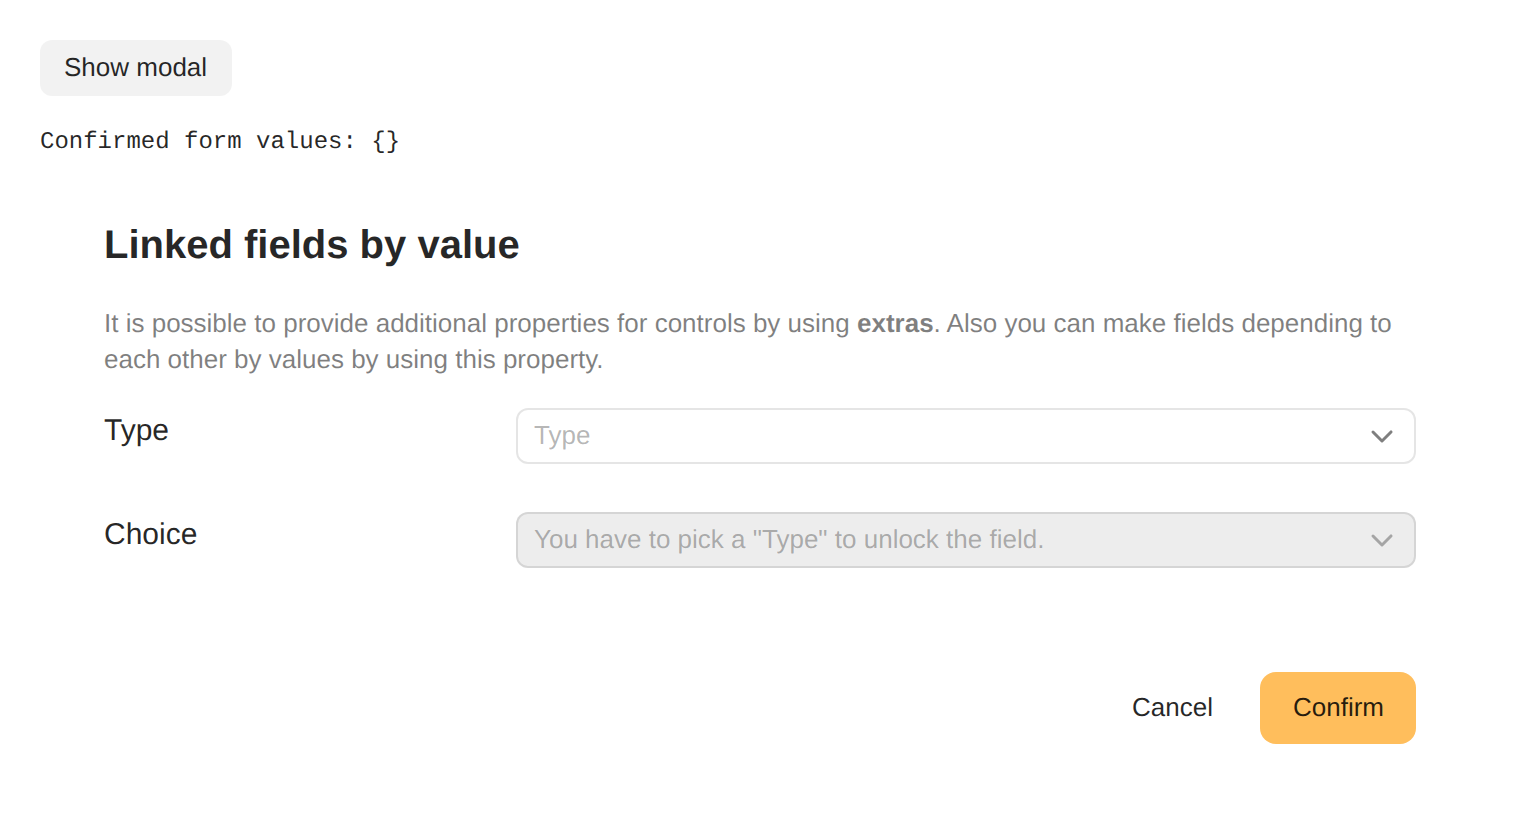 Show modal
Confirmed form values: {}
Linked fields by value
It is possible to provide additional properties for controls by using extras. Also you can make fields depending to
each other by values by using this property.
Type
Type
Choice
You have to pick a "Type" to unlock the field.
Cancel
Confirm